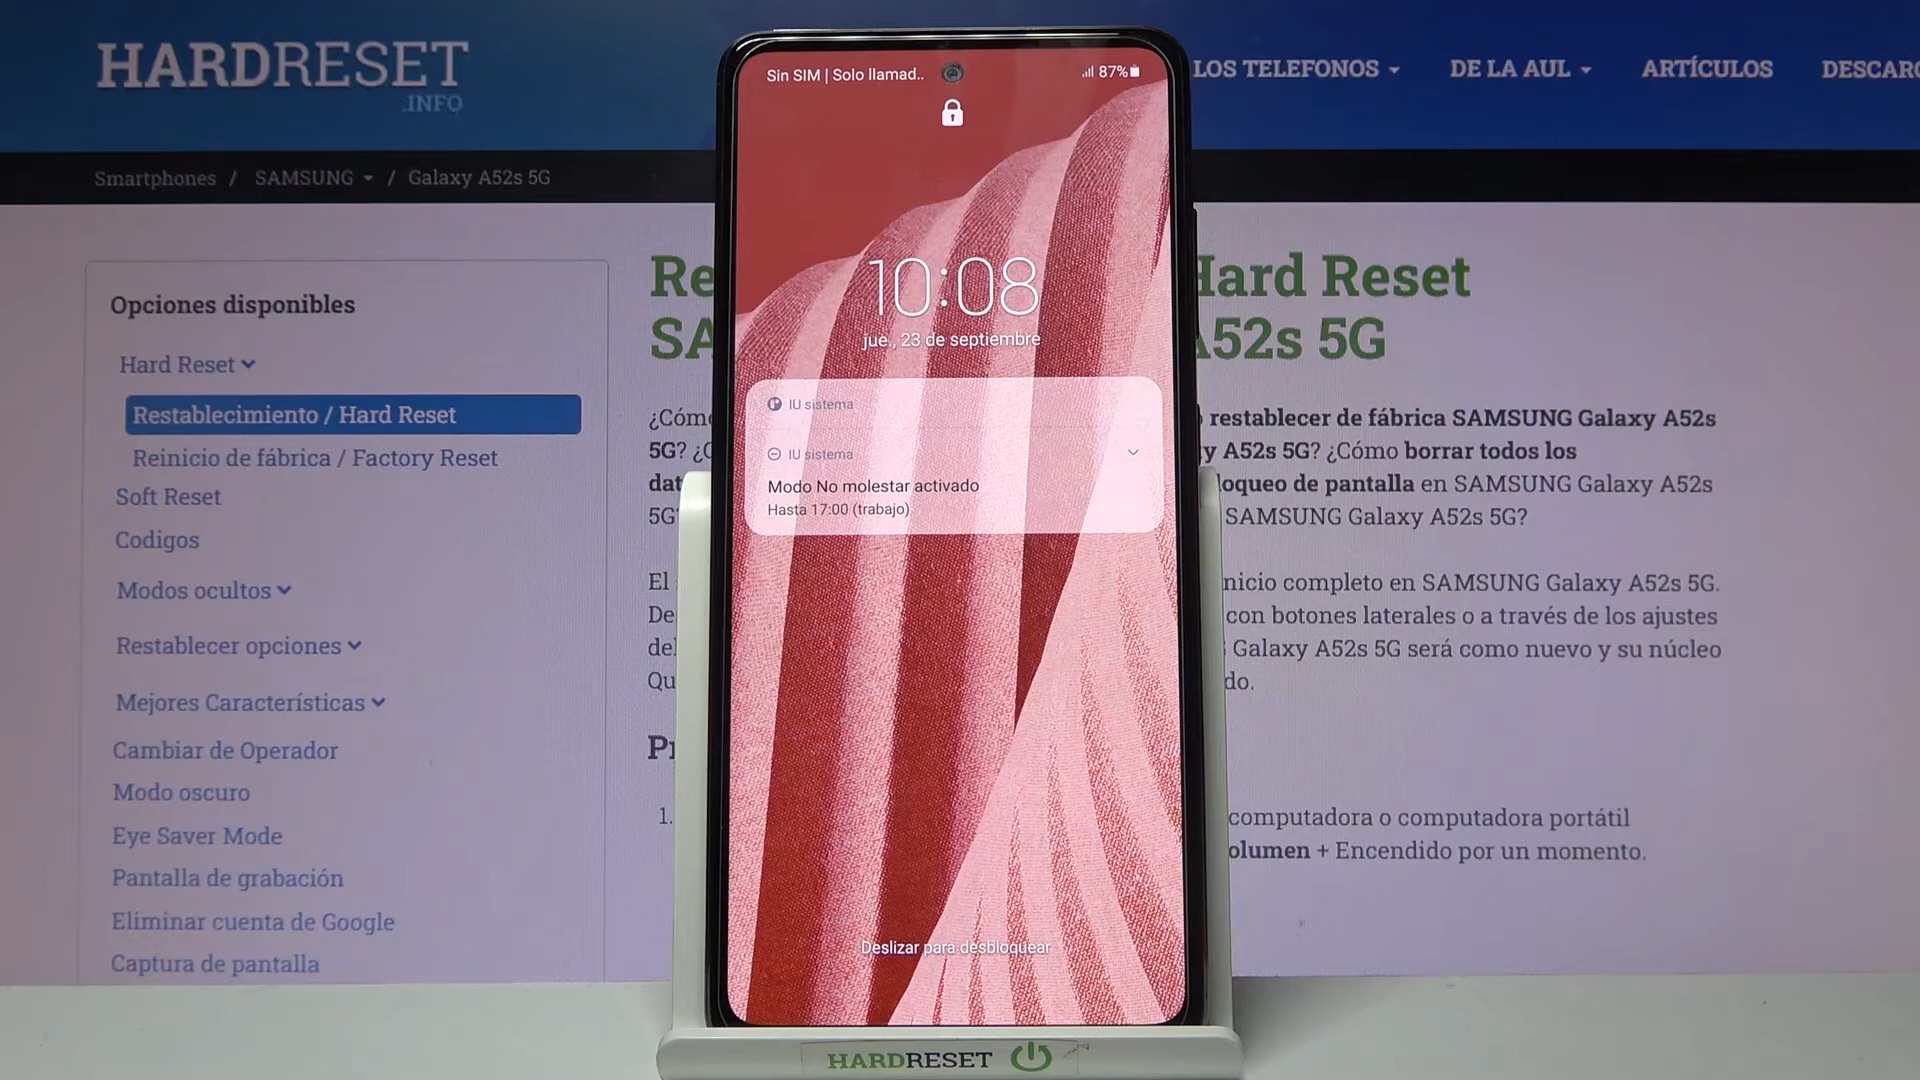 HARDRESET
.INFO
LOS TELEFONOS
DE LA AUL
ARTÍCULOS
Smartphones / SAMSUNG / Galaxy A52s 5G
Opciones disponibles
Hard Reset
Restablecimiento / Hard Reset
Reinicio de fábrica / Factory Reset
Soft Reset
Codigos
Modos ocultos
Restablecer opciones
Mejores Características
Cambiar de Operador
Modo oscuro
Eye Saver Mode
Pantalla de grabación
Eliminar cuenta de Google
Captura de pantalla
Sin SIM | Solo llamad..
87%
10:08
jue., 23 de septiembre
IU sistema
IU sistema
Modo No molestar activado
Hasta 17:00 (trabajo)
Deslizar para desbloquear
Hard Reset
A52s 5G
restablecer de fábrica SAMSUNG Galaxy A52s
5G? A52s 5G? ¿Cómo borrar todos los
pantalla en SAMSUNG Galaxy A52s
SAMSUNG Galaxy A52s 5G?
El completo en SAMSUNG Galaxy A52s 5G.
con botones laterales o a través de los ajustes
Galaxy A52s 5G será como nuevo y su núcleo
1. computadora o computadora portátil
+ Encendido por un momento.
HARDRESET